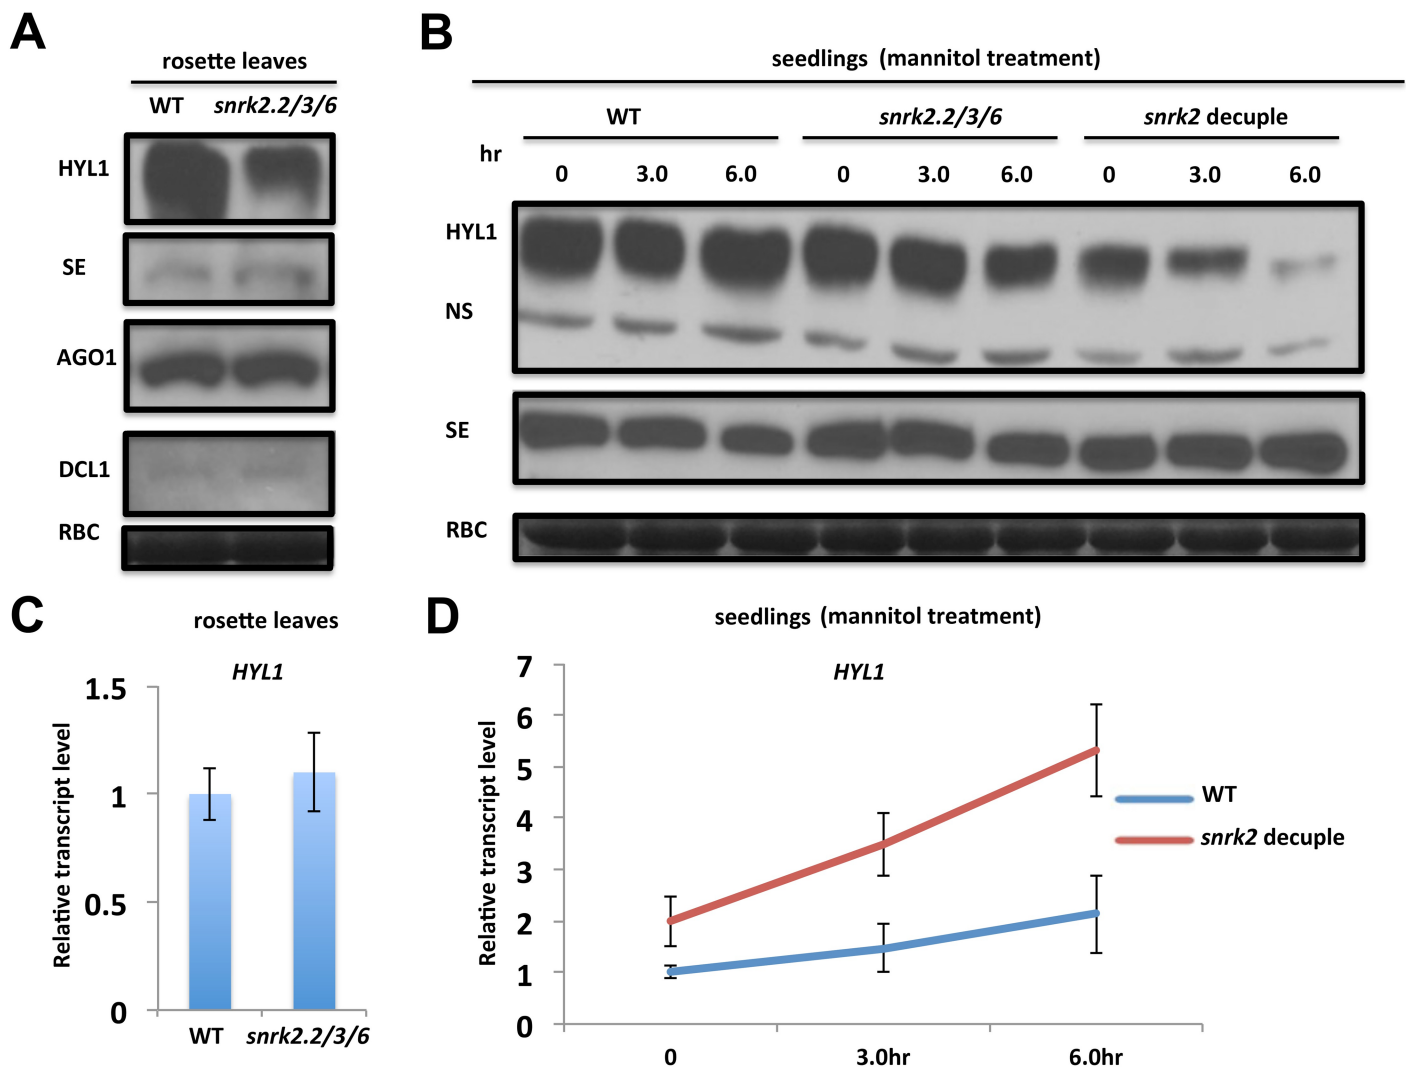 A
rosette leaves
WT snrk2.2/3/6
HYL1
SE
AGO1
DCL1
RBC
B
seedlings (mannitol treatment)
WT snrk2.2/3/6 snrk2 decuple
hr 0 3.0 6.0 0 3.0 6.0 0 3.0 6.0
HYL1
NS
SE
RBC
C
rosette leaves
HYL1
Relative transcript level
1.5
1
0.5
0
WT snrk2.2/3/6
D
seedlings (mannitol treatment)
HYL1
Relative transcript level
7
6
5
4
3
2
1
0
0 3.0hr 6.0hr
WT
snrk2 decuple